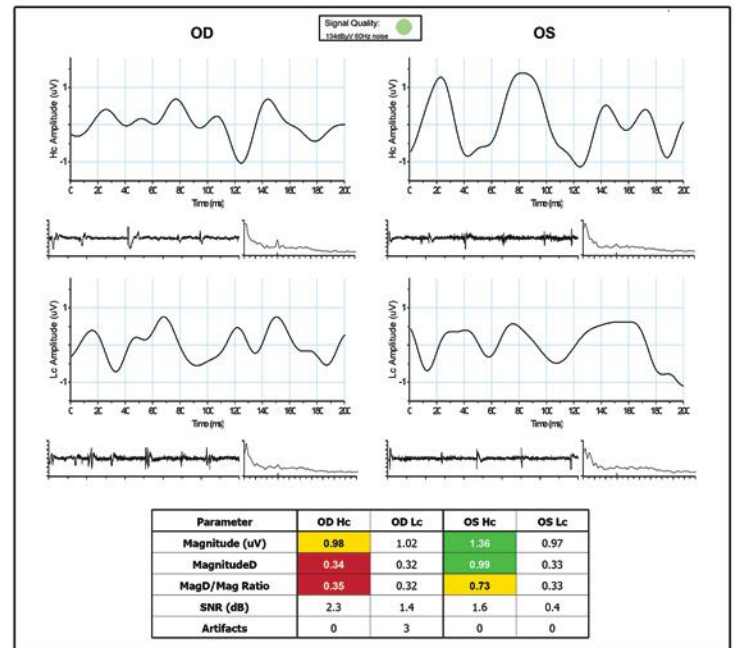 Signal Quality:
134dBµV 60Hz noise
OD
OS
Hc Amplitude (uV)
1
-1
0 20 40 60 80 100 120 140 160 180 200
Time(ms)
Hc Amplitude (uV)
1
-1
0 20 40 60 80 100 120 140 160 180 200
Time(ms)
Lc Amplitude (uV)
1
-1
0 20 40 60 80 100 120 140 160 180 200
Time(ms)
Lc Amplitude (uV)
1
-1
0 20 40 60 80 100 120 140 160 180 200
Time(ms)
Parameter OD Hc OD Lc OS Hc OS Lc
Magnitude (uV) 0.98 1.02 1.36 0.97
MagnitudeD 0.34 0.32 0.99 0.33
MagD/Mag Ratio 0.35 0.32 0.73 0.33
SNR (dB) 2.3 1.4 1.6 0.4
Artifacts 0 3 0 0